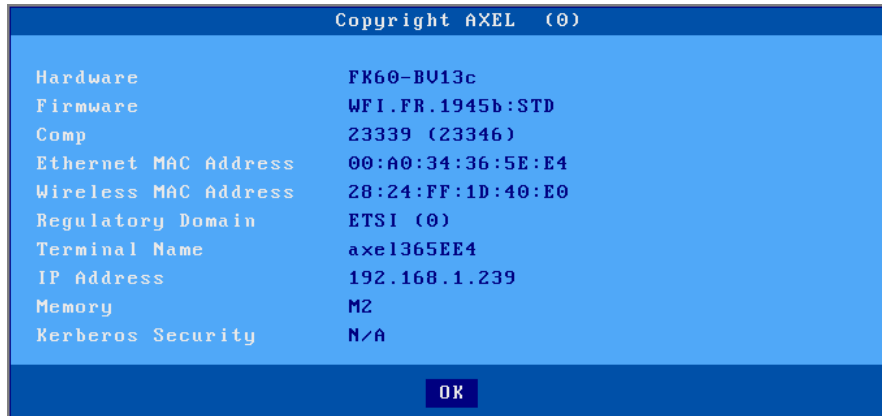 Copyright AXEL (0)
Hardware FK60-BV13c
Firmware WFI.FR.1945b:STD
Comp 23339 (23346)
Ethernet MAC Address 00:A0:34:36:5E:E4
Wireless MAC Address 28:24:FF:1D:40:E0
Regulatory Domain ETSI (0)
Terminal Name axel365EE4
IP Address 192.168.1.239
Memory M2
Kerberos Security N/A
OK